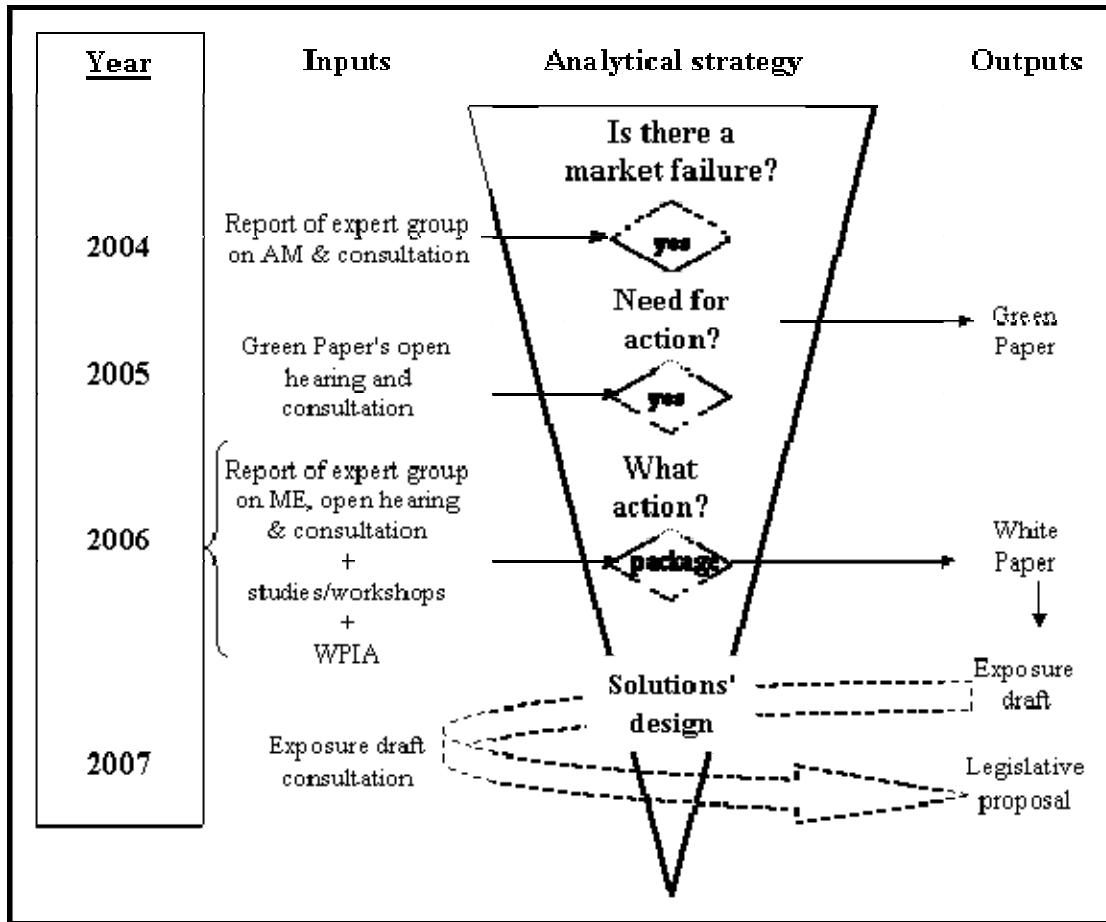 Year
Inputs
Analytical strategy
Outputs
Is there a
market failure?
2004
Report of expert group
on AM & consultation
yes
Need for
action?
Green
Paper
2005
Green Paper's open
hearing and
consultation
yes
What
action?
2006
Report of expert group
on ME, open hearing
& consultation
+
studies/workshops
+
WPIA
package
White
Paper
Solutions'
design
Exposure
draft
2007
Exposure draft
consultation
Legislative
proposal